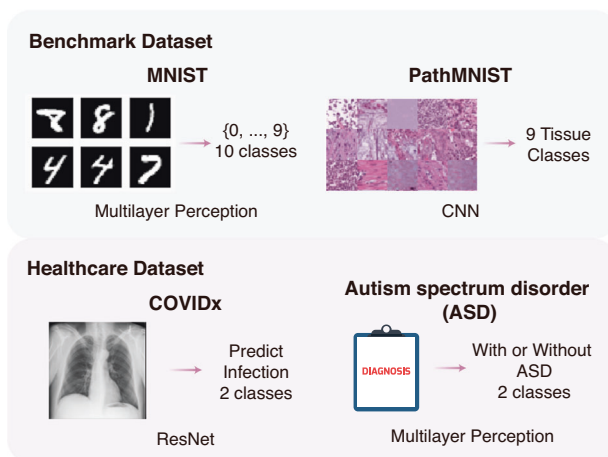 Benchmark Dataset
MNIST
{0, ..., 9}
10 classes
Multilayer Perception
PathMNIST
9 Tissue
Classes
CNN
Healthcare Dataset
COVIDx
Predict
Infection
2 classes
ResNet
Autism spectrum disorder
(ASD)
DIAGNOSIS
With or Without
ASD
2 classes
Multilayer Perception